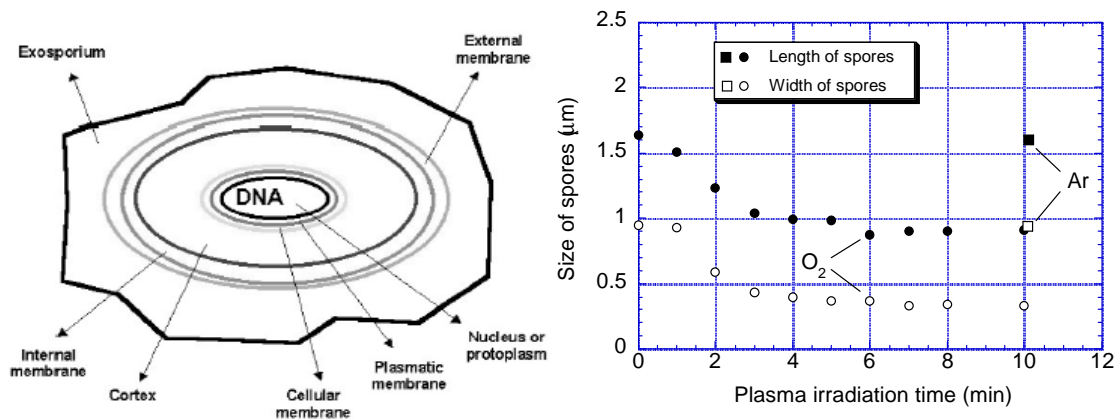 Exosporium
External
membrane
DNA
Internal
membrane
Cortex
Cellular
membrane
Plasmatic
membrane
Nucleus or
protoplasm
Size of spores (μm)
2.5
2
1.5
1
0.5
0
Length of spores
Width of spores
Ar
O2
0 2 4 6 8 10 12
Plasma irradiation time (min)